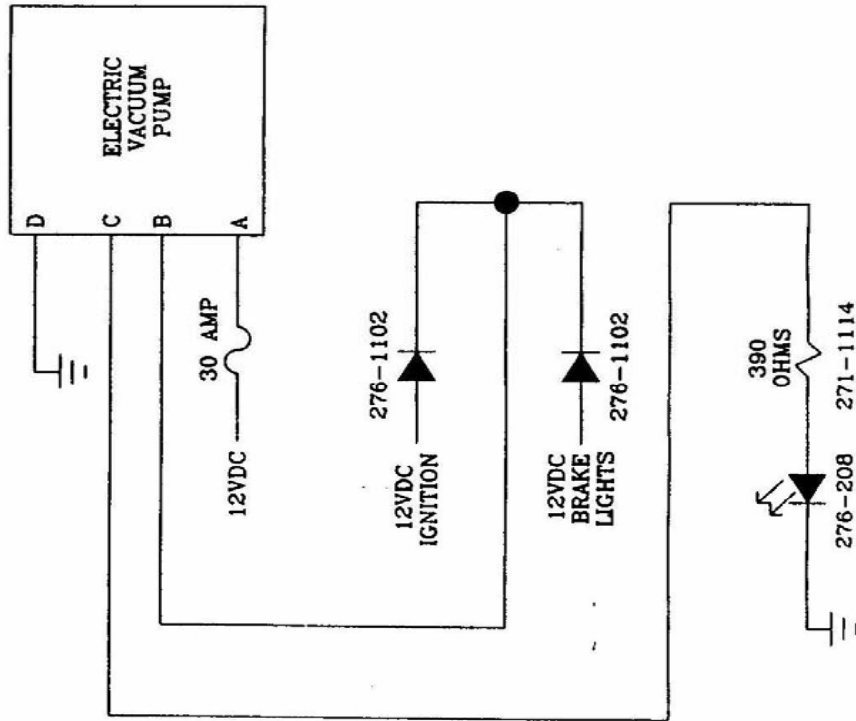 ELECTRIC
VACUUM
PUMP
D
C
B
A
30 AMP
12VDC
276-1102
12VDC
IGNITION
276-1102
12VDC
BRAKE
LIGHTS
390
OHMS
271-1114
276-208